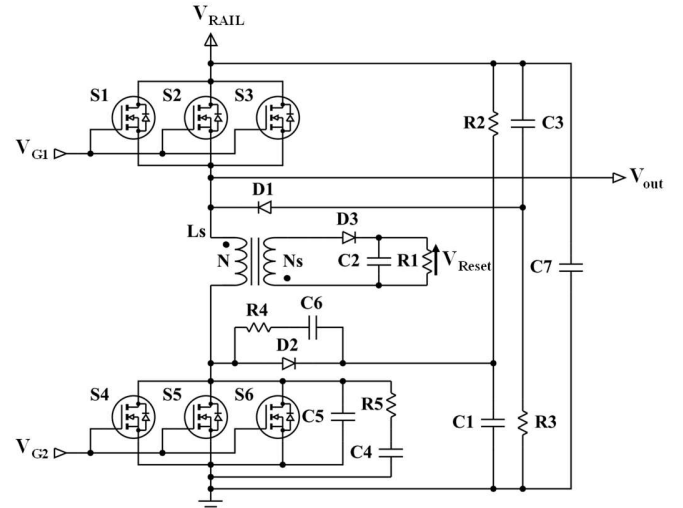 V_RAIL
S1 S2 S3
R2 C3
V_G1
V_out
D1
Ls D3
N Ns C2 R1 V_Reset C7
R4 C6
D2
S4 S5 S6
C5 R5 C1 R3
C4
V_G2